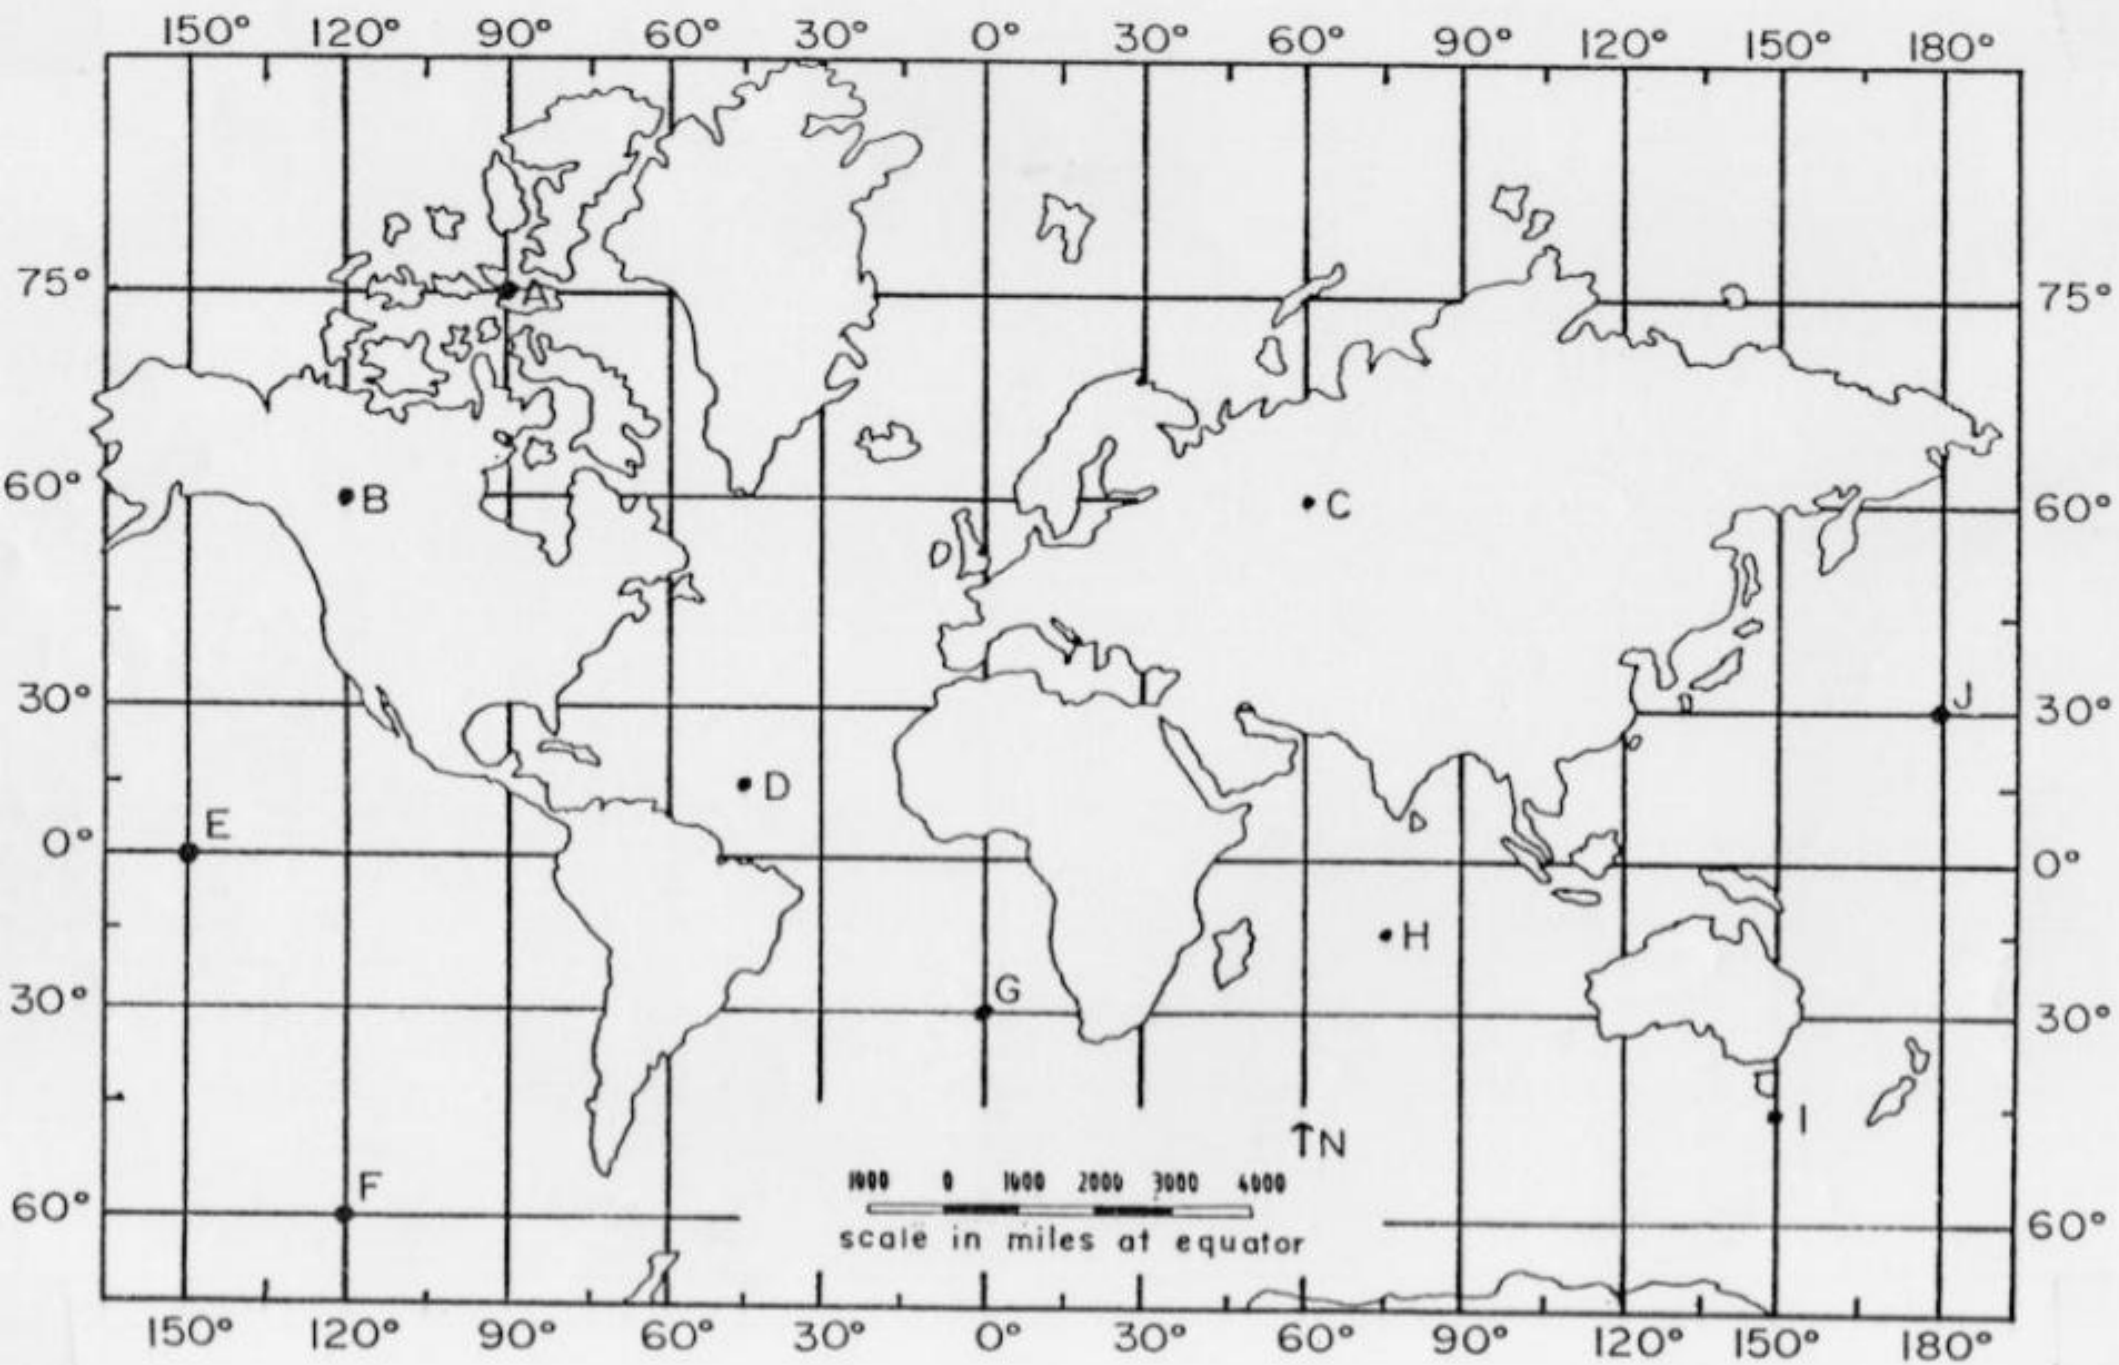 150° 120° 90° 60° 30° 0° 30° 60° 90° 120° 150° 180°
75° A 75°
60° B C 60°
30° J 30°
D
E
0° 0°
H
30° G 30°
I
N
F
1000 0 1000 2000 3000 4000
60° 60°
scale in miles at equator
150° 120° 90° 60° 30° 0° 30° 60° 90° 120° 150° 180°